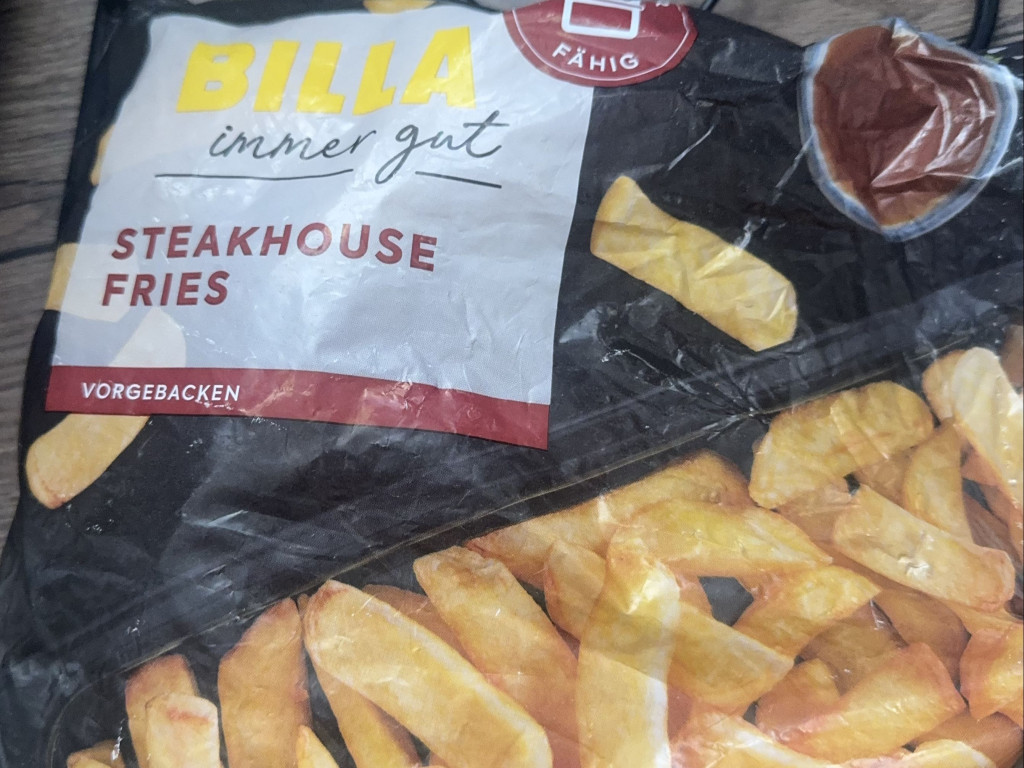 BILLA
immer gut
FÄHIG
STEAKHOUSE
FRIES
VORGEBACKEN